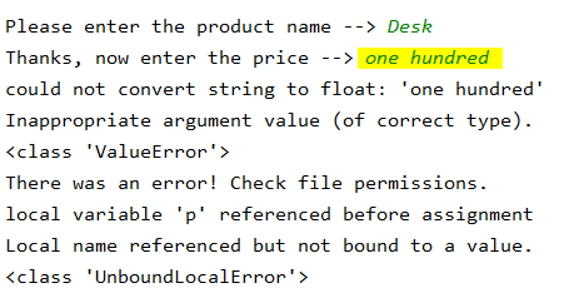 Please enter the product name --> Desk
Thanks, now enter the price --> one hundred
could not convert string to float: 'one hundred'
Inappropriate argument value (of correct type).
<class 'ValueError'>
There was an error! Check file permissions.
local variable 'p' referenced before assignment
Local name referenced but not bound to a value.
<class 'UnboundLocalError'>